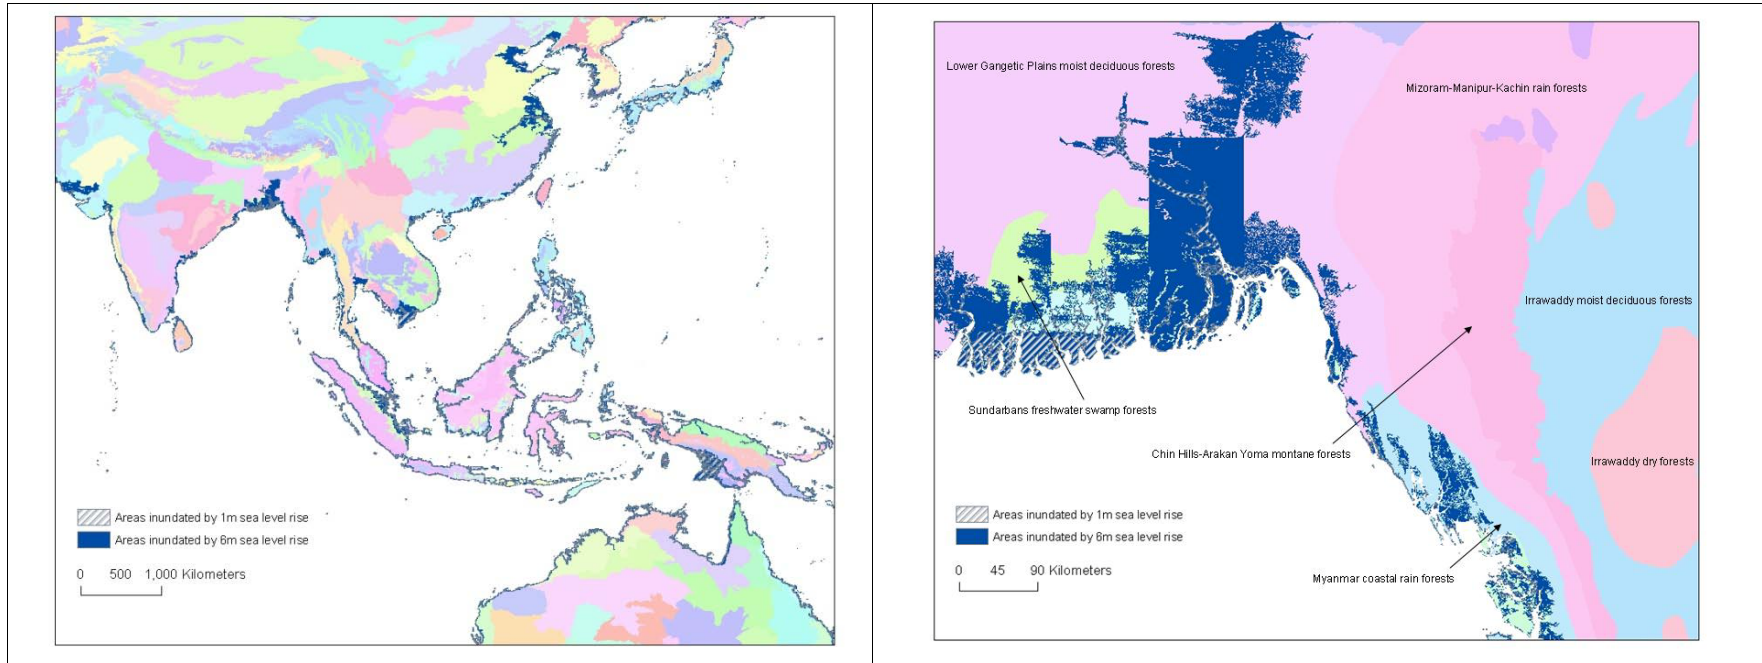 Areas inundated by 1m sea level rise
Areas inundated by 6m sea level rise
0 500 1,000 Kilometers
Lower Gangetic Plains moist deciduous forests
Mizoram-Manipur-Kachin rain forests
Irrawaddy moist deciduous forests
Sundarbans freshwater swamp forests
Chin Hills-Arakan Yoma montane forests
Irrawaddy dry forests
Areas inundated by 1m sea level rise
Areas inundated by 6m sea level rise
0 45 90 Kilometers
Myanmar coastal rain forests